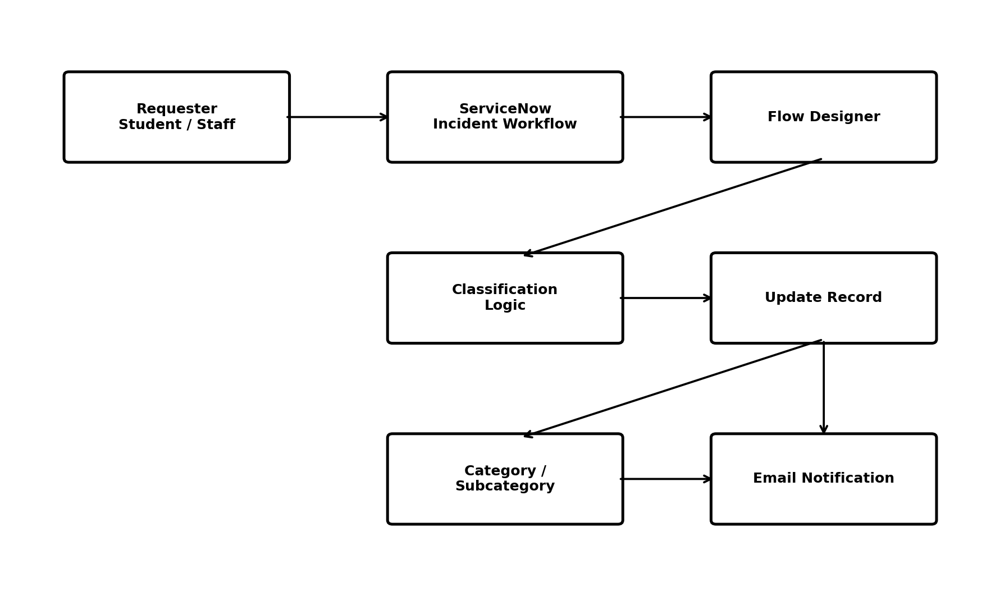 Requester
Student / Staff
ServiceNow
Incident Workflow
Flow Designer
Classification
Logic
Update Record
Category /
Subcategory
Email Notification